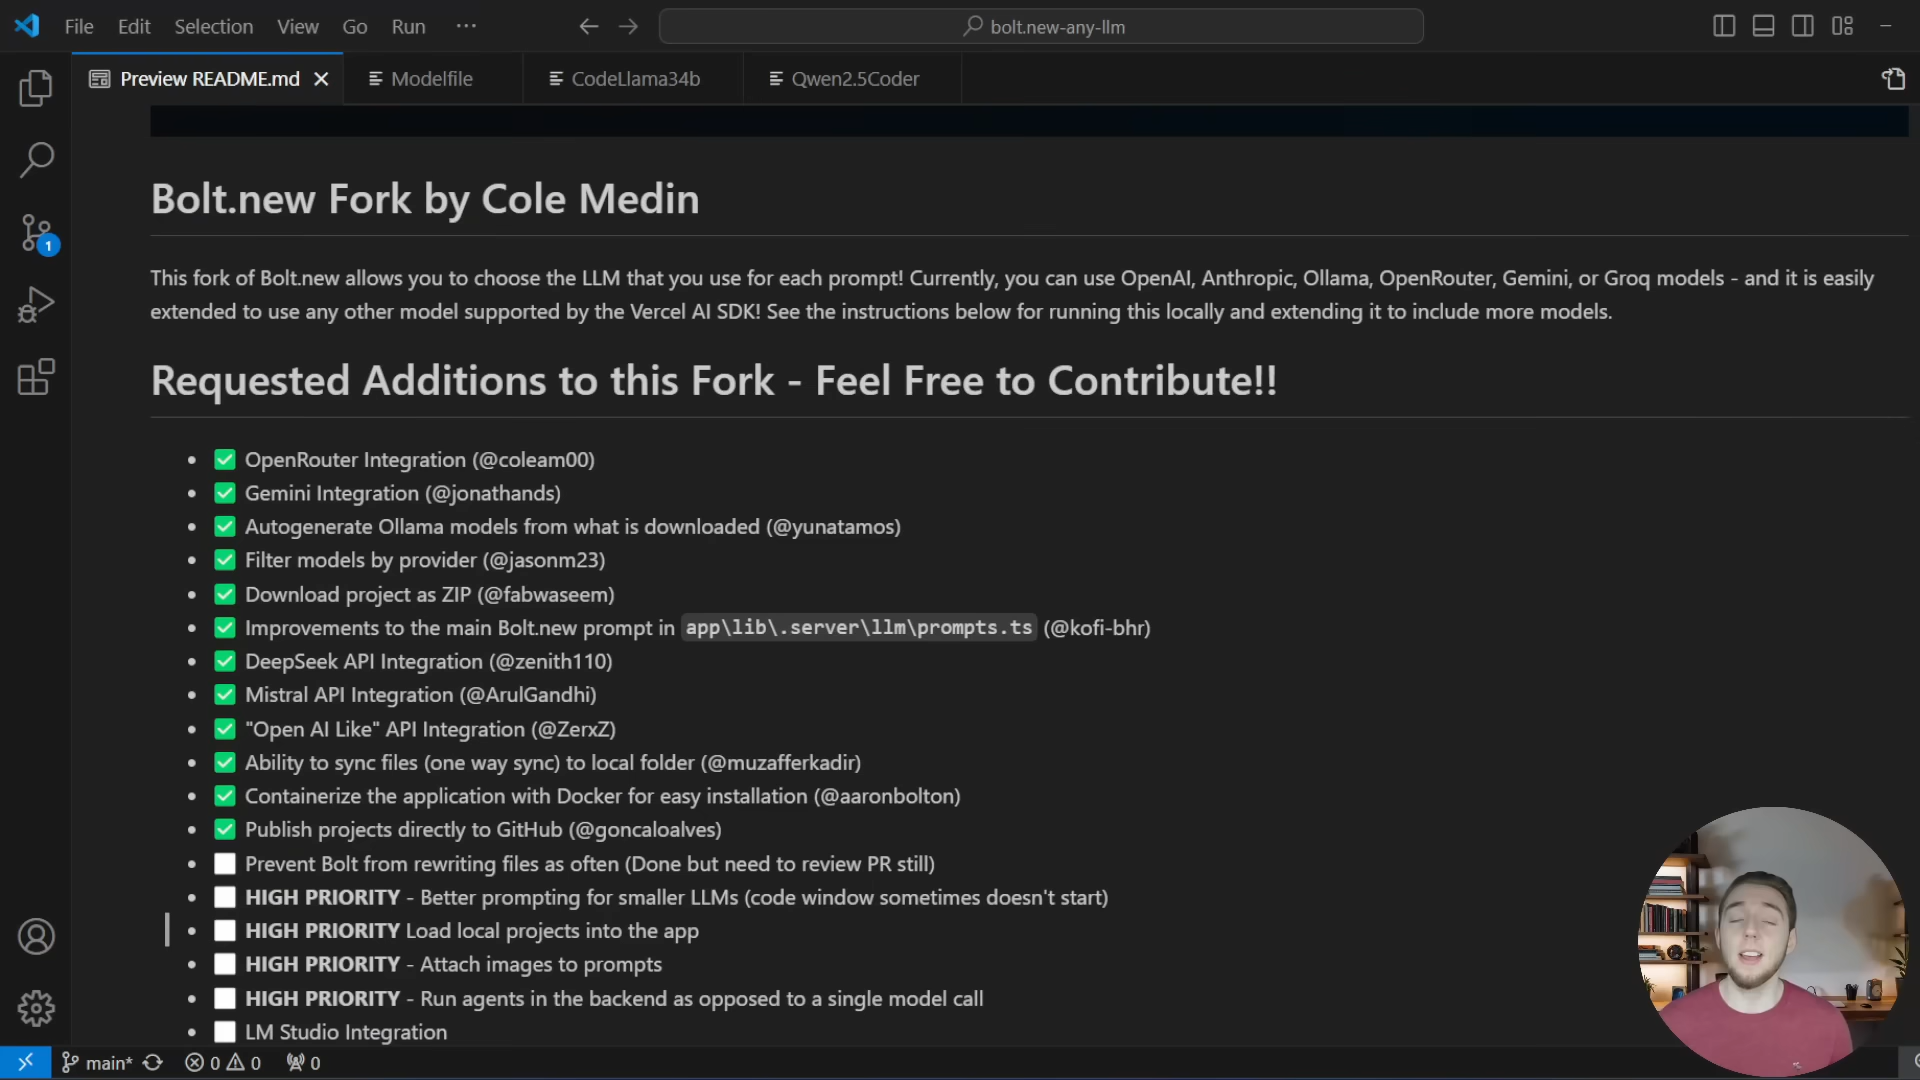 File Edit Selection View Go Run ···
bolt.new-any-llm
Preview README.md
Modelfile
CodeLlama34b
Qwen2.5Coder
Bolt.new Fork by Cole Medin
This fork of Bolt.new allows you to choose the LLM that you use for each prompt! Currently, you can use OpenAI, Anthropic, Ollama, OpenRouter, Gemini, or Groq models - and it is easily
extended to use any other model supported by the Vercel AI SDK! See the instructions below for running this locally and extending it to include more models.
Requested Additions to this Fork - Feel Free to Contribute!!
• ✅ OpenRouter Integration (@coleam00)
• ✅ Gemini Integration (@jonathands)
• ✅ Autogenerate Ollama models from what is downloaded (@yunatamos)
• ✅ Filter models by provider (@jasonm23)
• ✅ Download project as ZIP (@fabwaseem)
• ✅ Improvements to the main Bolt.new prompt in app\lib\.server\llm\prompts.ts (@kofi-bhr)
• ✅ DeepSeek API Integration (@zenith110)
• ✅ Mistral API Integration (@ArulGandhi)
• ✅ "Open AI Like" API Integration (@ZerxZ)
• ✅ Ability to sync files (one way sync) to local folder (@muzafferkadir)
• ✅ Containerize the application with Docker for easy installation (@aaronbolton)
• ✅ Publish projects directly to GitHub (@goncaloalves)
• ⬜ Prevent Bolt from rewriting files as often (Done but need to review PR still)
• ⬜ HIGH PRIORITY - Better prompting for smaller LLMs (code window sometimes doesn't start)
• ⬜ HIGH PRIORITY Load local projects into the app
• ⬜ HIGH PRIORITY - Attach images to prompts
• ⬜ HIGH PRIORITY - Run agents in the backend as opposed to a single model call
• ⬜ LM Studio Integration
1
main* 0 0 0